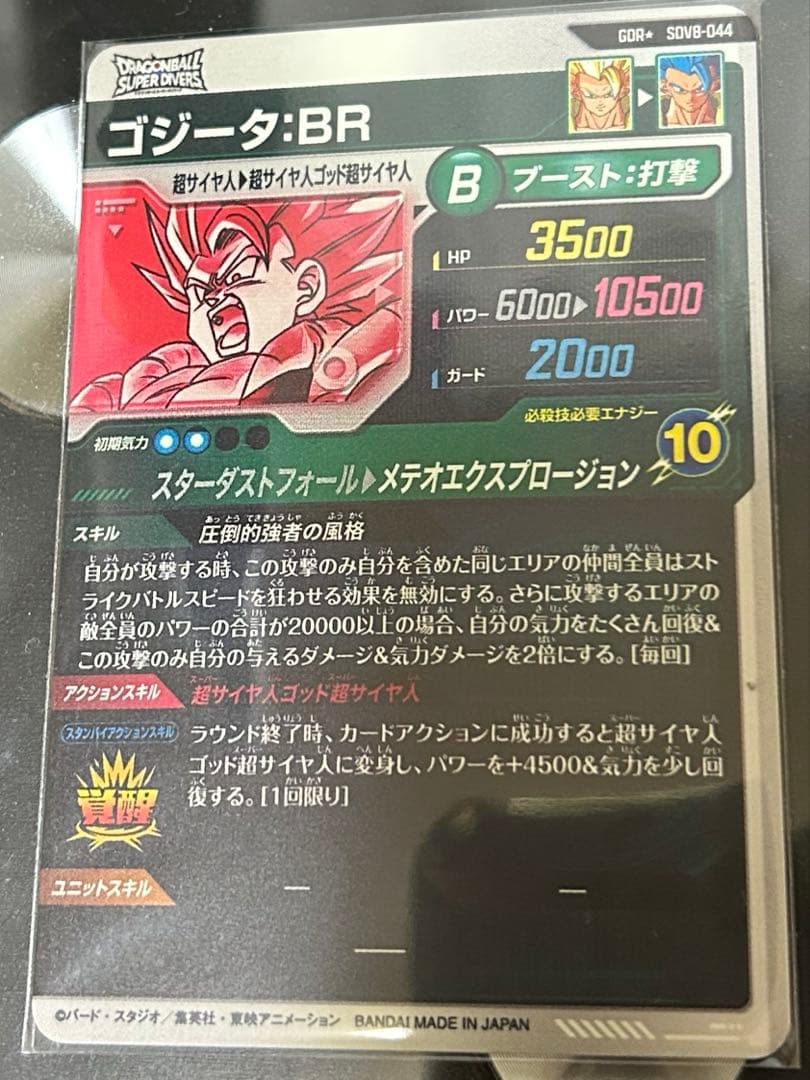 GDR★ SDV8-044
DRAGONBALL
SUPER DIVERS
ゴジータ:BR
超サイヤ人▶超サイヤ人ゴッド超サイヤ人
B ブースト:打撃
HP 3500
パワー 6000▶10500
ガード 2000
必殺技必要エナジー
初期気力
10
スターダストフォール▶メテオエクスプロージョン
スキル 圧倒的強者の風格
自分が攻撃する時、この攻撃のみ自分を含めた同じエリアの仲間全員はスト
ライクバトルスピードを狂わせる効果を無効にする。さらに攻撃するエリアの
敵全員のパワーの合計が20000以上の場合、自分の気力をたくさん回復&
この攻撃のみ自分の与えるダメージ&気力ダメージを2倍にする。[毎回]
アクションスキル 超サイヤ人ゴッド超サイヤ人
スタンバイアクションスキル
覚醒
ラウンド終了時、カードアクションに成功すると超サイヤ人
ゴッド超サイヤ人に変身し、パワーを+4500&気力を少し回
復する。[1回限り]
ユニットスキル ― ―
―
©バード・スタジオ／集英社・東映アニメーション BANDAI MADE IN JAPAN